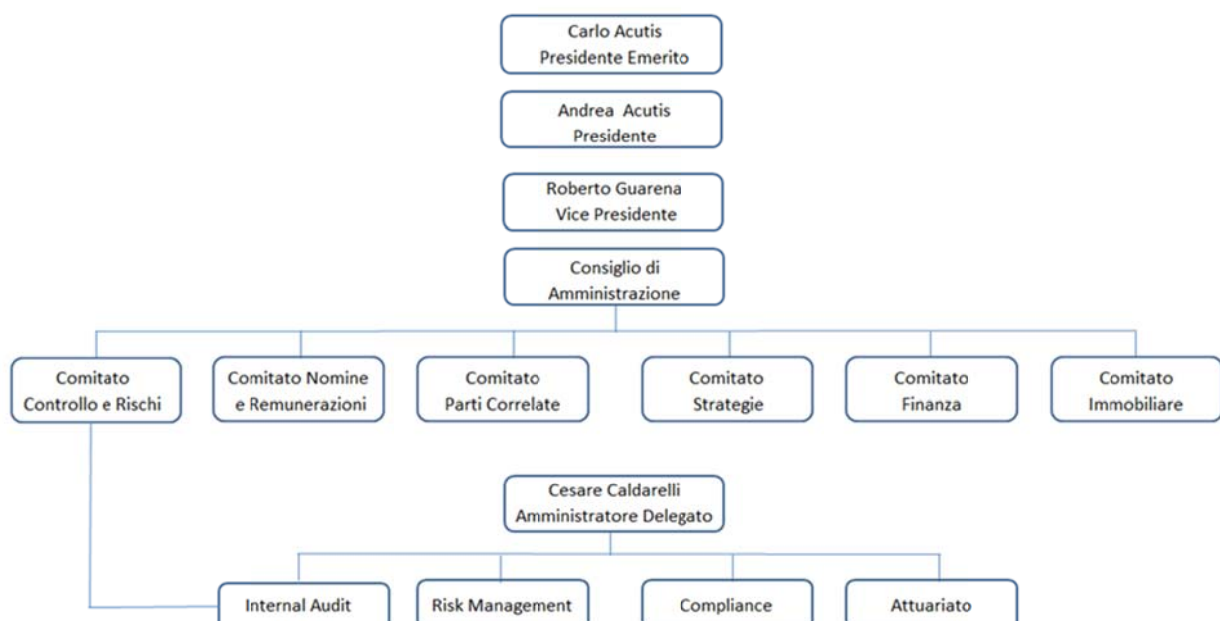 Carlo Acutis
Presidente Emerito
Andrea Acutis
Presidente
Roberto Guarena
Vice Presidente
Consiglio di
Amministrazione
Comitato
Controllo e Rischi
Comitato Nomine
e Remunerazioni
Comitato
Parti Correlate
Comitato
Strategie
Comitato
Finanza
Comitato
Immobiliare
Cesare Caldarelli
Amministratore Delegato
Internal Audit
Risk Management
Compliance
Attuariato